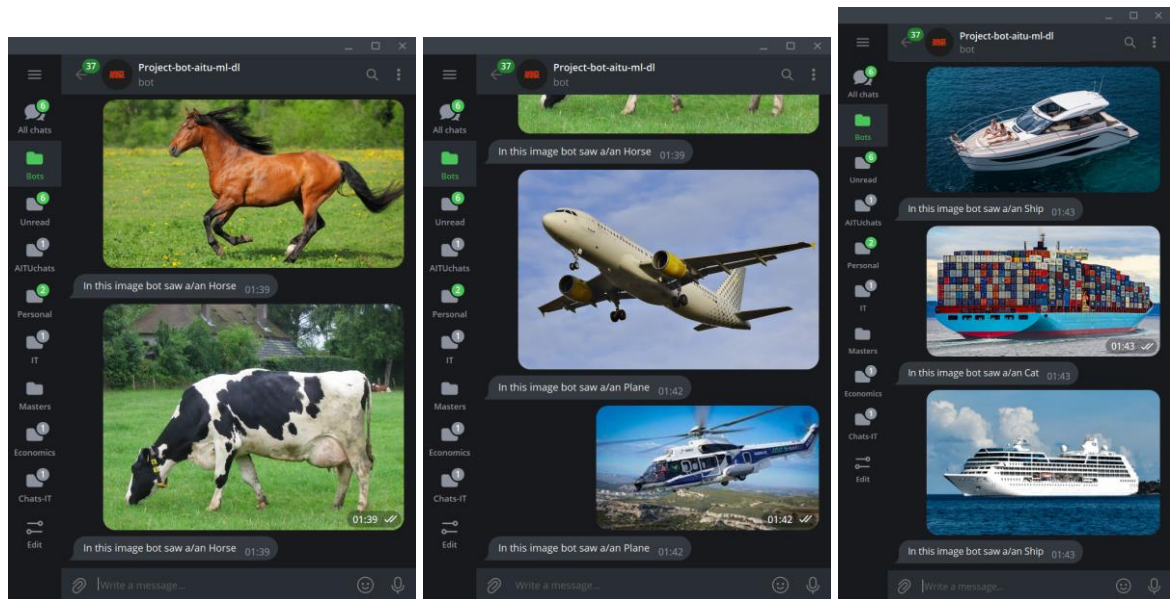 37
Project-bot-aitu-ml-dl
bot
6
All chats
Bots
6
Unread
1
AITUchats
2
Personal
1
IT
Masters
1
Economics
1
Chats-IT
Edit
In this image bot saw a/an Horse 01:39
01:39
In this image bot saw a/an Horse 01:39
Write a message...
37
Project-bot-aitu-ml-dl
bot
6
All chats
Bots
6
Unread
1
AITUchats
2
Personal
1
IT
Masters
1
Economics
1
Chats-IT
Edit
In this image bot saw a/an Horse 01:39
In this image bot saw a/an Plane 01:42
01:42
In this image bot saw a/an Plane 01:42
Write a message...
37
Project-bot-aitu-ml-dl
bot
6
All chats
Bots
6
Unread
1
AITUchats
2
Personal
1
IT
Masters
1
Economics
1
Chats-IT
Edit
In this image bot saw a/an Ship 01:43
01:43
In this image bot saw a/an Cat 01:43
In this image bot saw a/an Ship 01:43
Write a message...